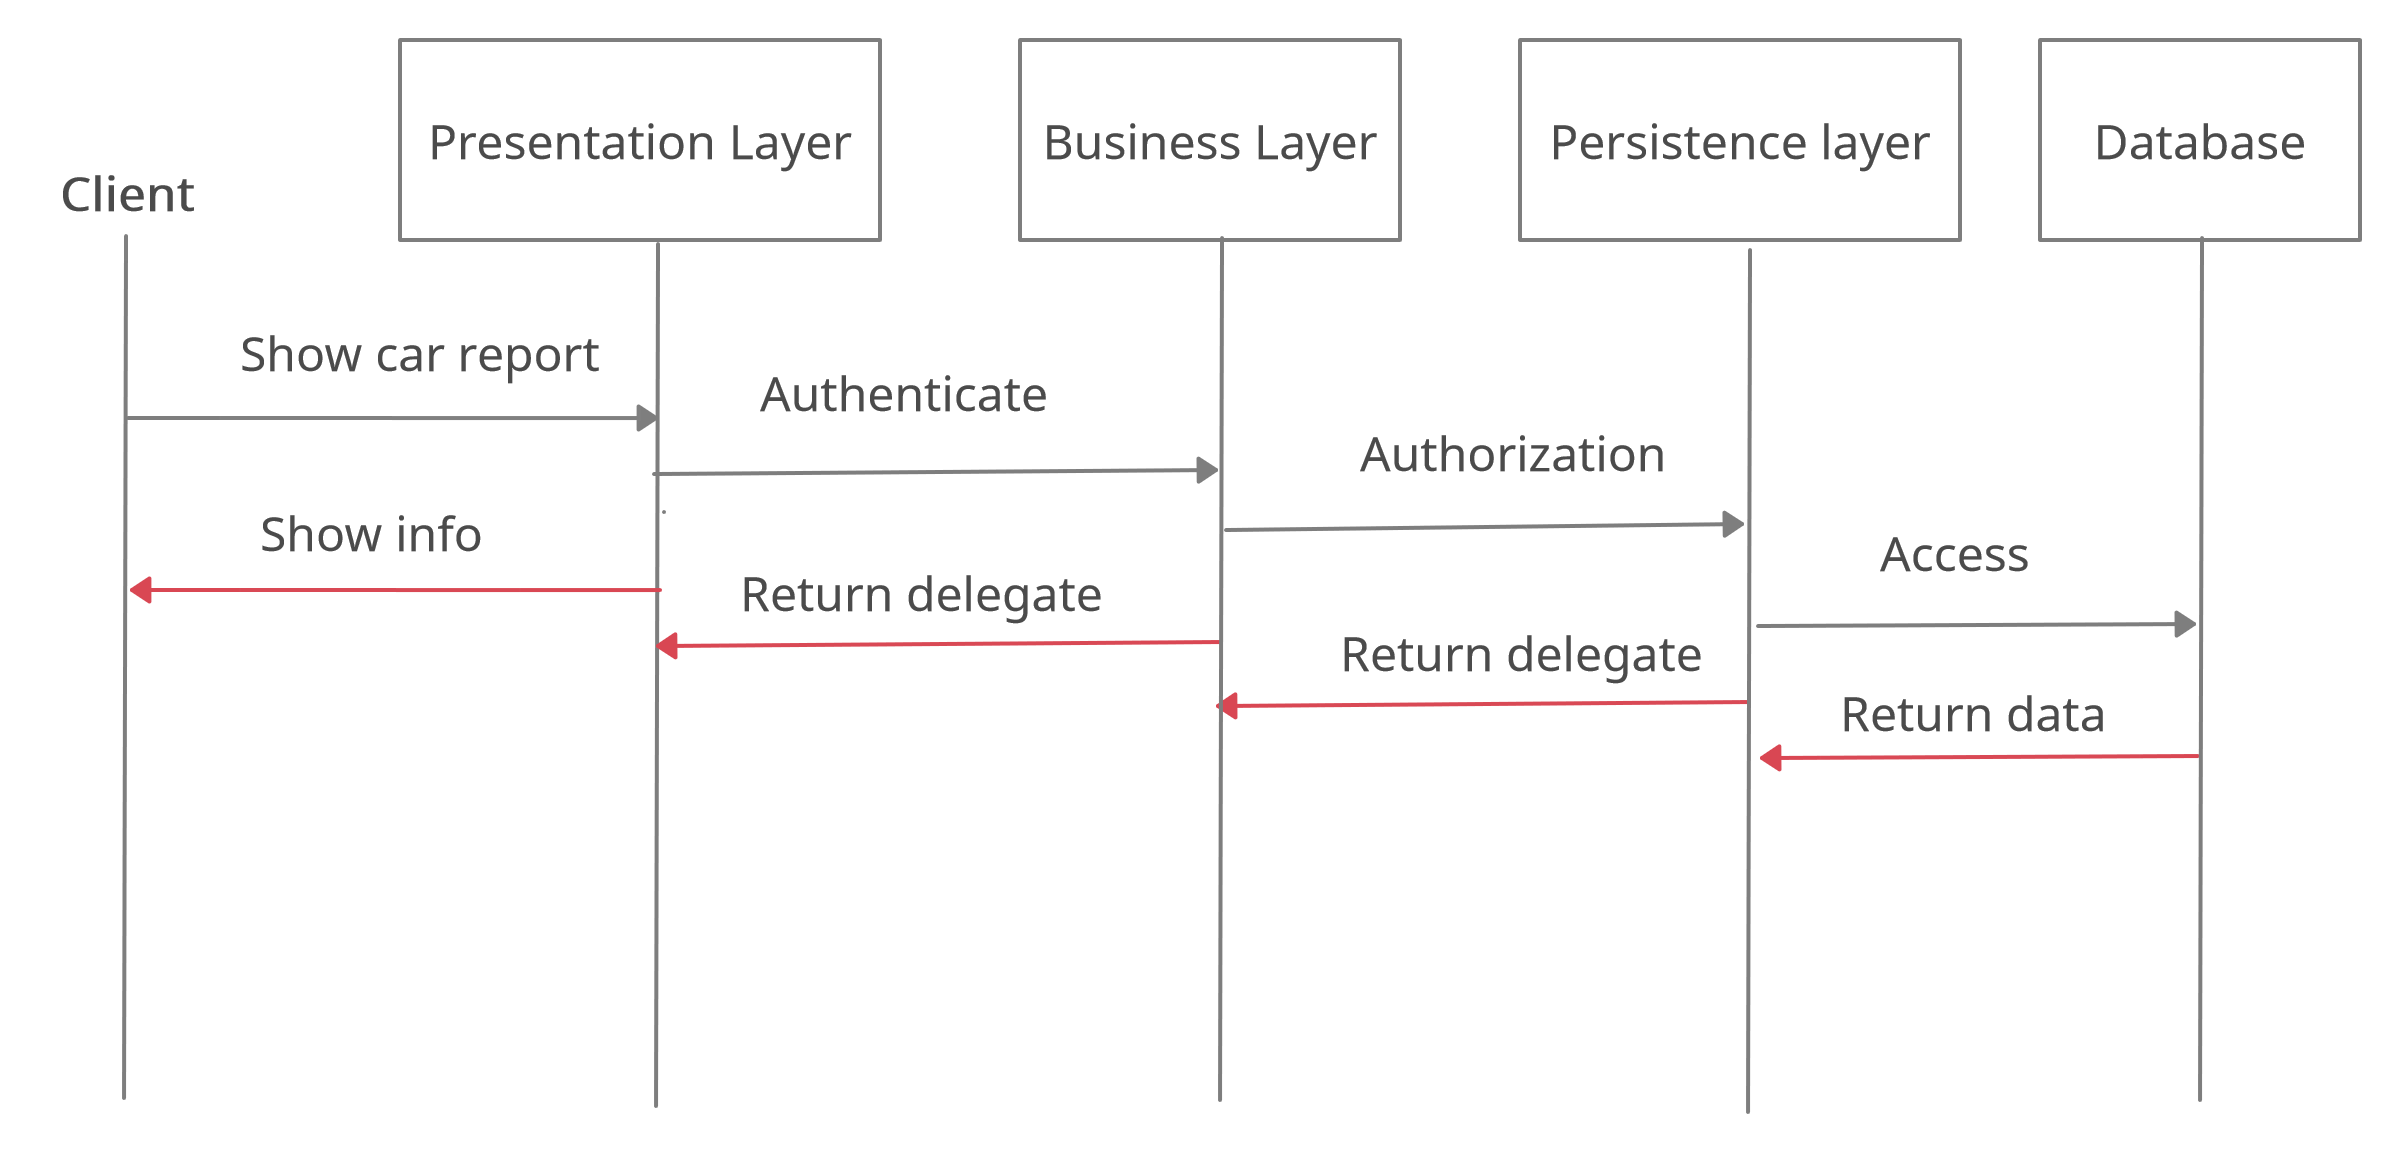 Presentation Layer
Business Layer
Persistence layer
Database
Client
Show car report
Authenticate
Authorization
Show info
Access
Return delegate
Return delegate
Return data